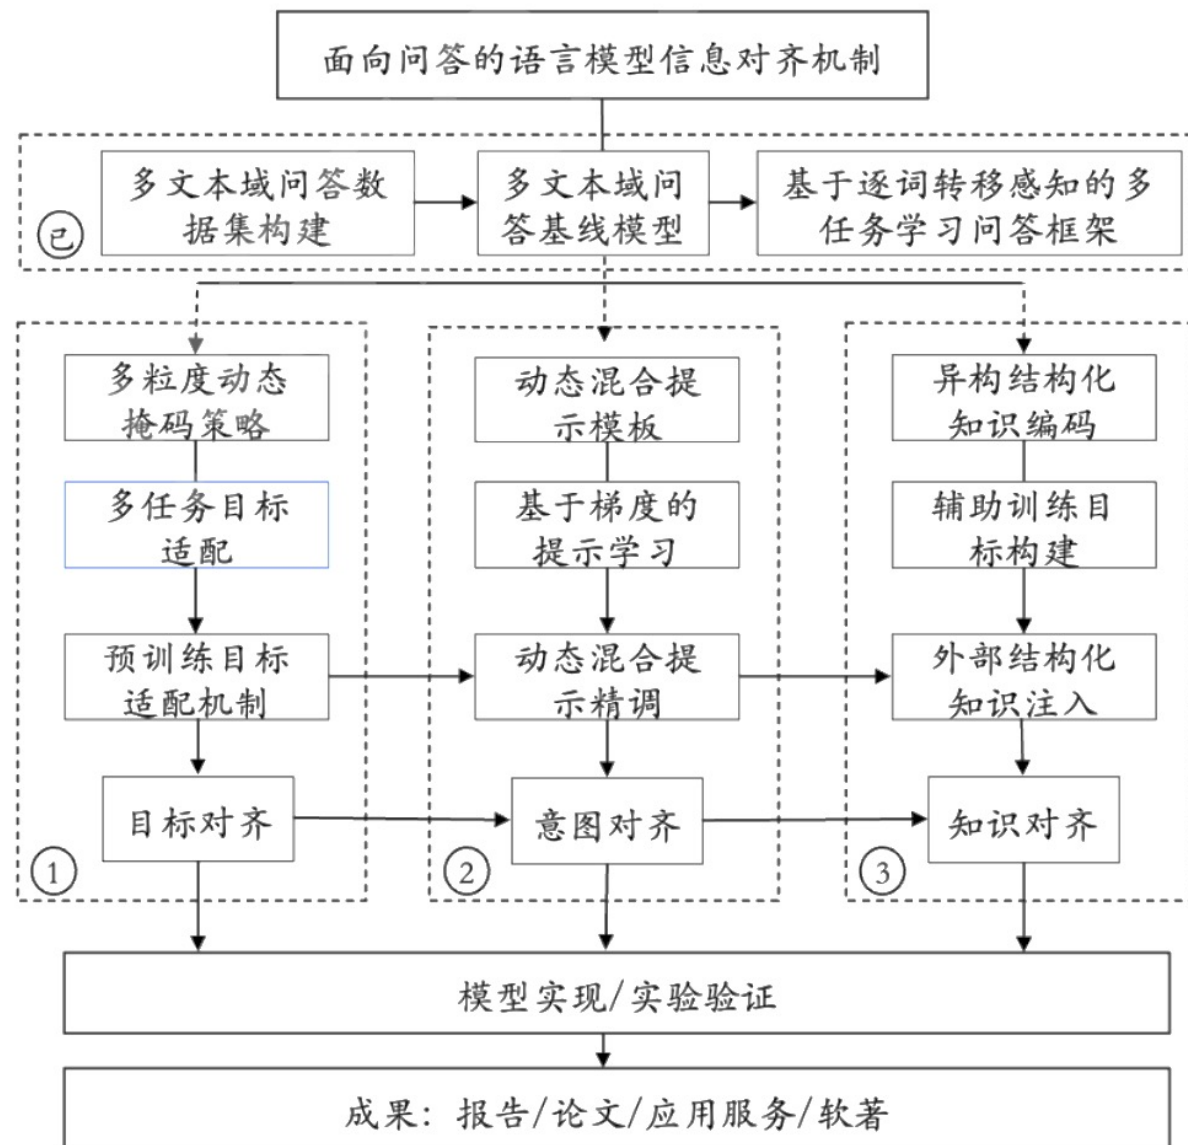 面向问答的语言模型信息对齐机制
多文本域问答数
据集构建
多文本域问
答基线模型
基于逐词转移感知的多
任务学习问答框架
已
多粒度动态
掩码策略
多任务目标
适配
预训练目标
适配机制
目标对齐
1
动态混合提
示模板
基于梯度的
提示学习
动态混合提
示精调
意图对齐
2
异构结构化
知识编码
辅助训练目
标构建
外部结构化
知识注入
知识对齐
3
模型实现/实验验证
成果：报告/论文/应用服务/软著